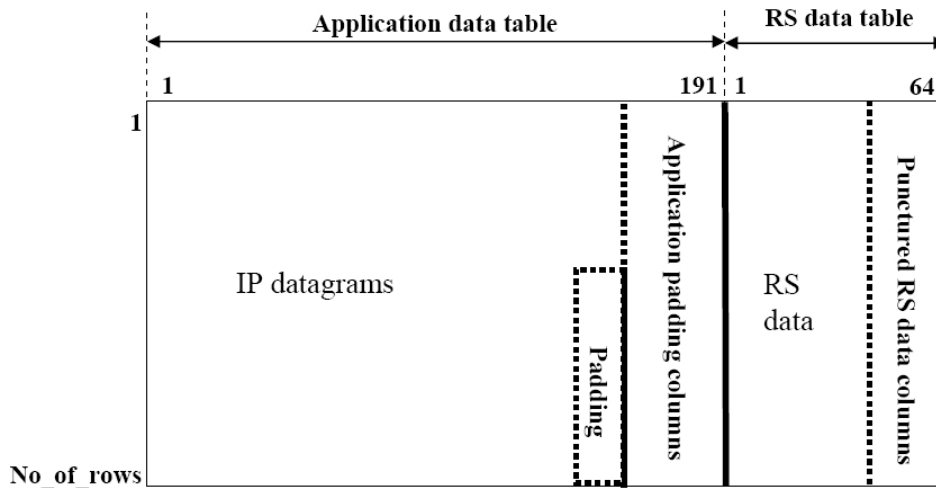 Application data table
RS data table
1
191
1
64
1
IP datagrams
Padding
Application padding columns
RS
data
Punctured RS data columns
No_of_rows